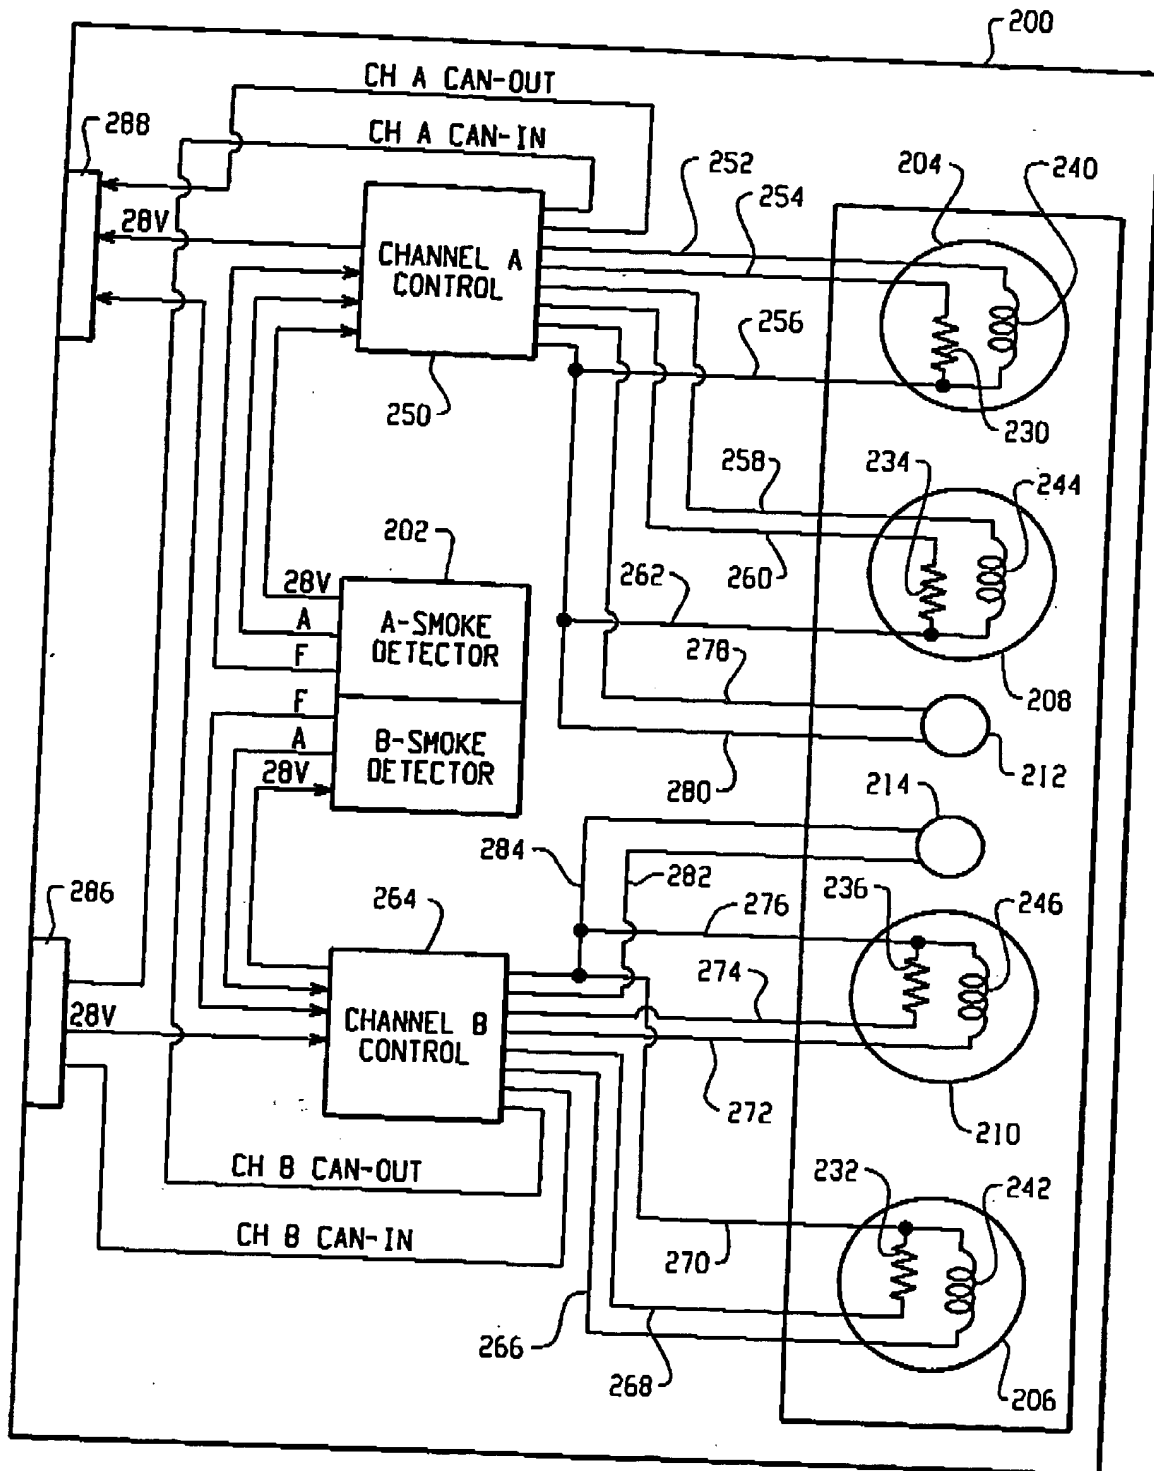 200
CH A CAN-OUT
288
CH A CAN-IN
252
204
240
254
28V
CHANNEL A
CONTROL
256
250
230
258
234
244
202
260
28V
262
A
A-SMOKE
DETECTOR
F
278
208
F
A
B-SMOKE
DETECTOR
28V
280
212
214
284
282
286
264
236
246
276
274
28V
CHANNEL B
CONTROL
272
210
CH B CAN-OUT
232
242
CH B CAN-IN
270
266
268
206